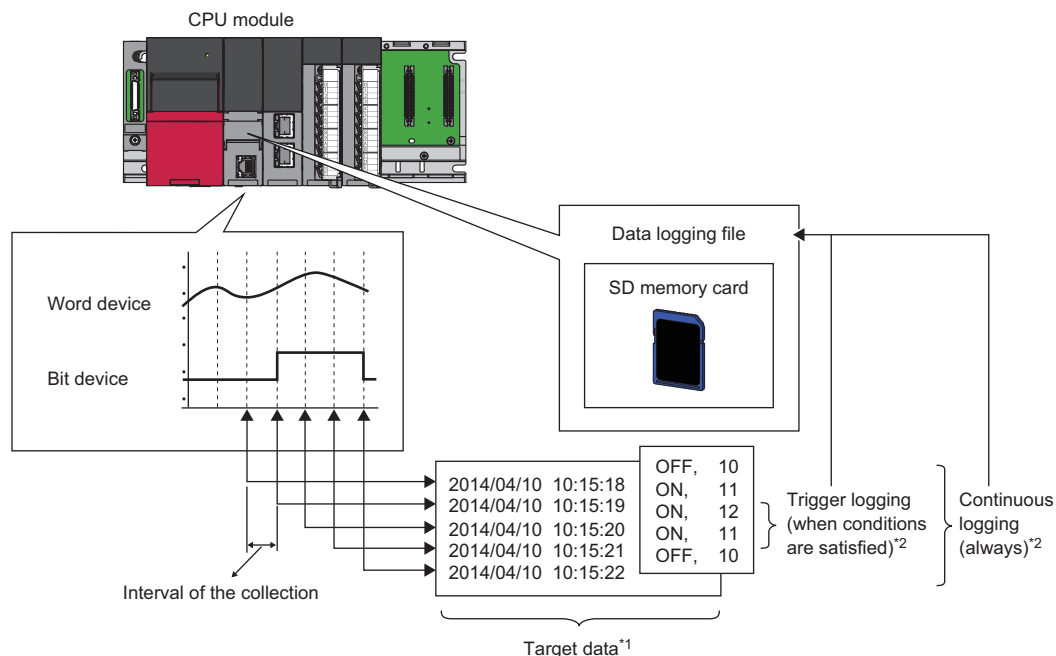 CPU module
Data logging file
SD memory card
Word device
Bit device
2014/04/10 10:15:18 OFF, 10
2014/04/10 10:15:19 ON, 11
2014/04/10 10:15:20 ON, 12
2014/04/10 10:15:21 ON, 11
2014/04/10 10:15:22 OFF, 10
Trigger logging
(when conditions
are satisfied)*2
Continuous
logging
(always)*2
Interval of the collection
Target data*1